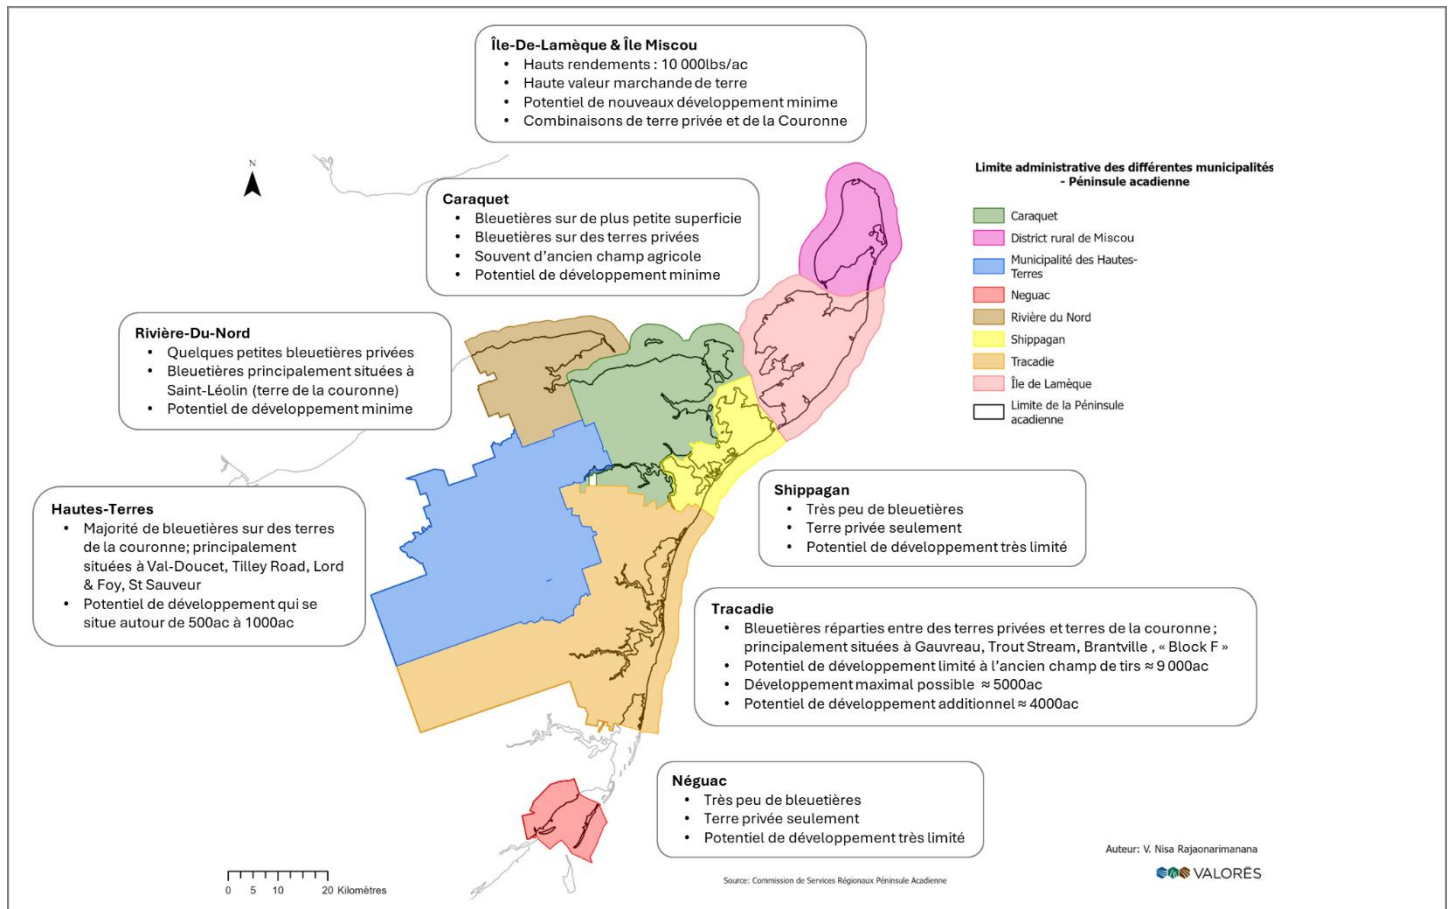 Île-De-Lamèque & Île Miscou
• Hauts rendements : 10 000lbs/ac
• Haute valeur marchande de terre
• Potentiel de nouveaux développement minime
• Combinaisons de terre privée et de la Couronne
N
Caraquet
• Bleuetières sur de plus petite superficie
• Bleuetières sur des terres privées
• Souvent d’ancien champ agricole
• Potentiel de développement minime
Limite administrative des différentes municipalités
- Péninsule acadienne
Caraquet
District rural de Miscou
Municipalité des Hautes-
Terres
Neguac
Rivière du Nord
Shippagan
Tracadie
Île de Lamèque
Limite de la Péninsule
acadienne
Rivière-Du-Nord
• Quelques petites bleuetières privées
• Bleuetières principalement situées à
Saint-Léolin (terre de la couronne)
• Potentiel de développement minime
Hautes-Terres
• Majorité de bleuetières sur des terres
de la couronne; principalement
situées à Val-Doucet, Tilley Road, Lord
& Foy, St Sauveur
• Potentiel de développement qui se
situe autour de 500ac à 1000ac
Shippagan
• Très peu de bleuetières
• Terre privée seulement
• Potentiel de développement très limité
Tracadie
• Bleuetières réparties entre des terres privées et terres de la couronne ;
principalement situées à Gauvreau, Trout Stream, Brantville , « Block F »
• Potentiel de développement limité à l’ancien champ de tirs ≈ 9 000ac
• Développement maximal possible ≈ 5000ac
• Potentiel de développement additionnel ≈ 4000ac
Néguac
• Très peu de bleuetières
• Terre privée seulement
• Potentiel de développement très limité
Auteur: V. Nisa Rajaonarimanana
VALORĒS
Source: Commission de Services Régionaux Péninsule Acadienne
0 5 10 20 Kilomètres